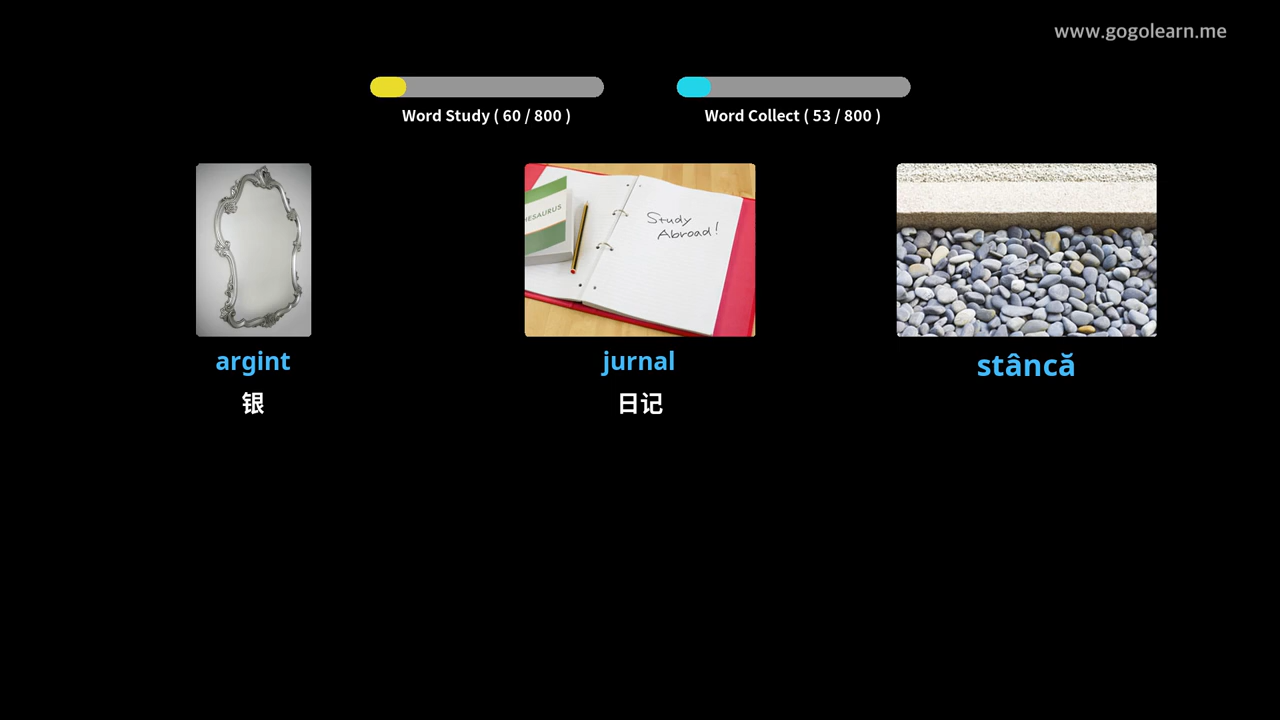 www.gogolearn.me
Word Study ( 60 / 800 )
Word Collect ( 53 / 800 )
HESAURUS
Study
Abroad!
argint
jurnal
stâncă
银
日记